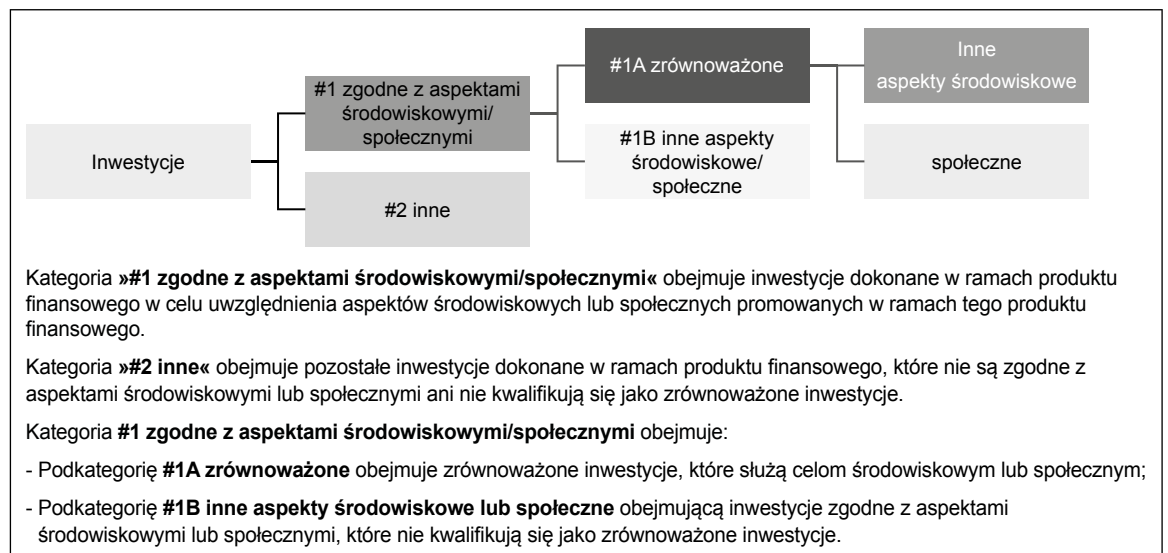 Inwestycje
#1 zgodne z aspektami
środowiskowymi/
społecznymi
#2 inne
#1A zrównoważone
#1B inne aspekty
środowiskowe/
społeczne
Inne
aspekty środowiskowe
społeczne
Kategoria »#1 zgodne z aspektami środowiskowymi/społecznymi« obejmuje inwestycje dokonane w ramach produktu
finansowego w celu uwzględnienia aspektów środowiskowych lub społecznych promowanych w ramach tego produktu
finansowego.
Kategoria »#2 inne« obejmuje pozostałe inwestycje dokonane w ramach produktu finansowego, które nie są zgodne z
aspektami środowiskowymi lub społecznymi ani nie kwalifikują się jako zrównoważone inwestycje.
Kategoria #1 zgodne z aspektami środowiskowymi/społecznymi obejmuje:
- Podkategorię #1A zrównoważone obejmuje zrównoważone inwestycje, które służą celom środowiskowym lub społecznym;
- Podkategorię #1B inne aspekty środowiskowe lub społeczne obejmującą inwestycje zgodne z aspektami
środowiskowymi lub społecznymi, które nie kwalifikują się jako zrównoważone inwestycje.